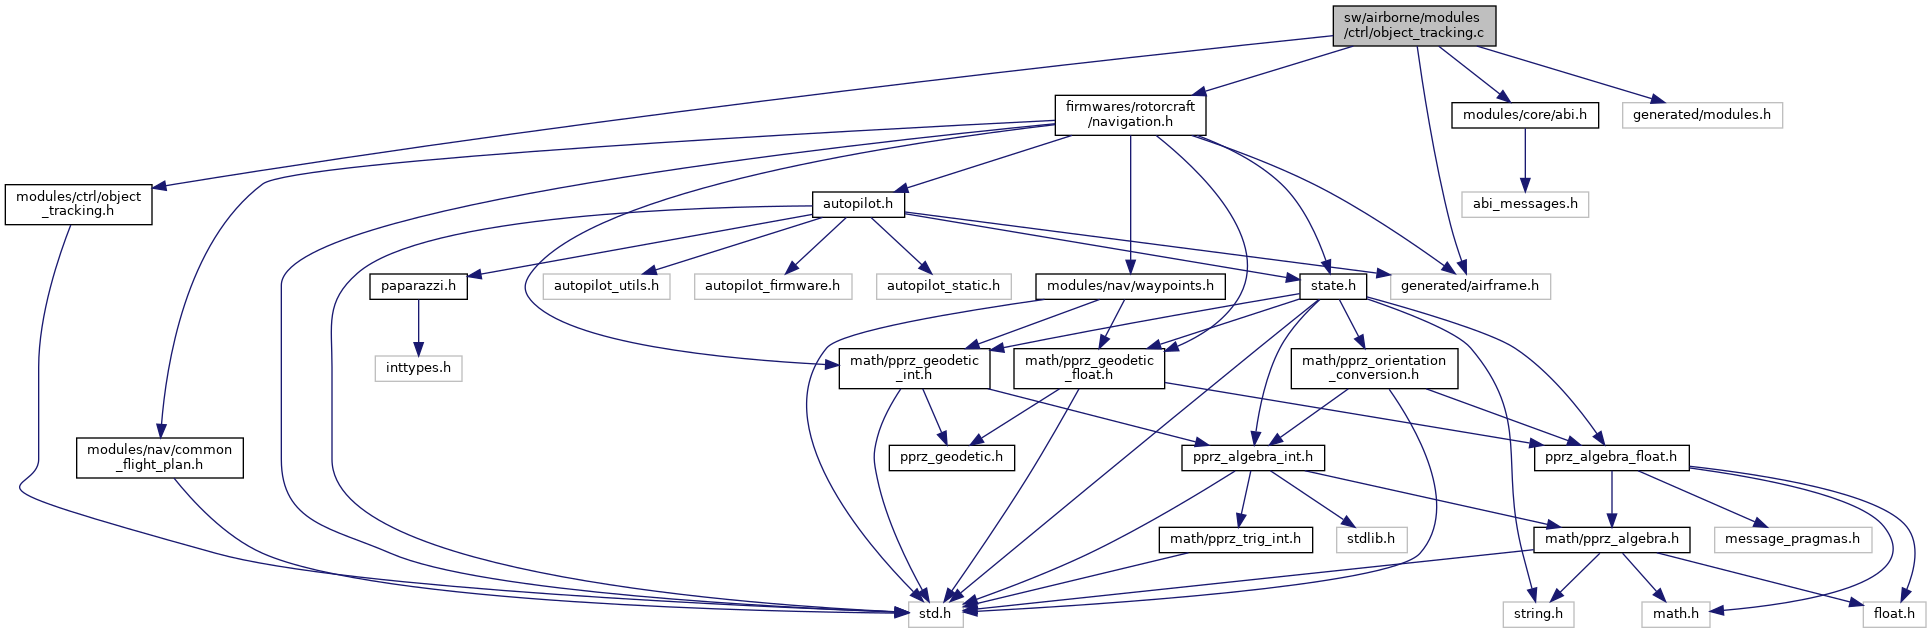 sw/airborne/modules
/ctrl/object_tracking.c
firmwares/rotorcraft
/navigation.h
modules/core/abi.h
generated/modules.h
modules/ctrl/object
_tracking.h
autopilot.h
abi_messages.h
paparazzi.h
autopilot_utils.h
autopilot_firmware.h
autopilot_static.h
modules/nav/waypoints.h
state.h
generated/airframe.h
inttypes.h
math/pprz_geodetic
_int.h
math/pprz_geodetic
_float.h
math/pprz_orientation
_conversion.h
modules/nav/common
_flight_plan.h
pprz_geodetic.h
pprz_algebra_int.h
pprz_algebra_float.h
math/pprz_trig_int.h
stdlib.h
math/pprz_algebra.h
message_pragmas.h
std.h
string.h
math.h
float.h